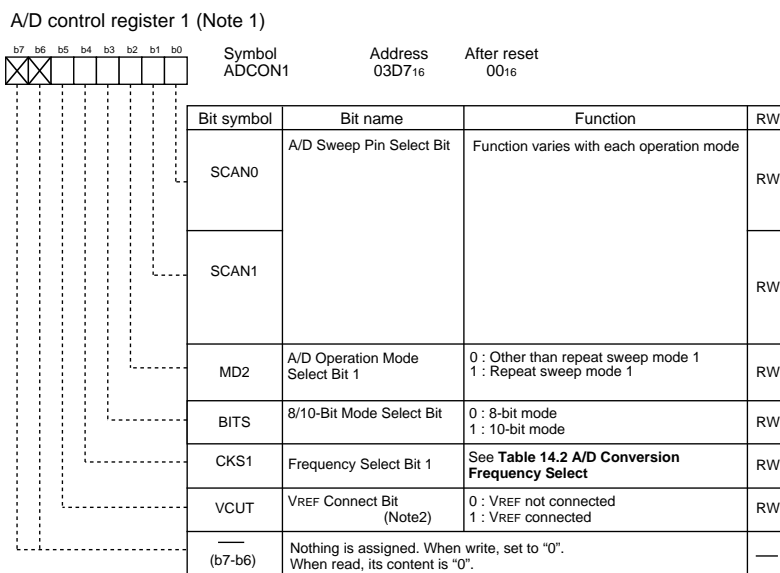 A/D control register 1 (Note 1)
b7 b6 b5 b4 b3 b2 b1 b0
Symbol Address After reset
ADCON1 03D716 0016
Bit symbol Bit name Function RW
SCAN0 A/D Sweep Pin Select Bit Function varies with each operation mode RW
SCAN1 RW
MD2 A/D Operation Mode Select Bit 1 0 : Other than repeat sweep mode 1 RW
1 : Repeat sweep mode 1
BITS 8/10-Bit Mode Select Bit 0 : 8-bit mode RW
1 : 10-bit mode
CKS1 Frequency Select Bit 1 See Table 14.2 A/D Conversion Frequency Select RW
VCUT VREF Connect Bit (Note2) 0 : VREF not connected RW
1 : VREF connected
(b7-b6) Nothing is assigned. When write, set to “0”. —
When read, its content is “0”.